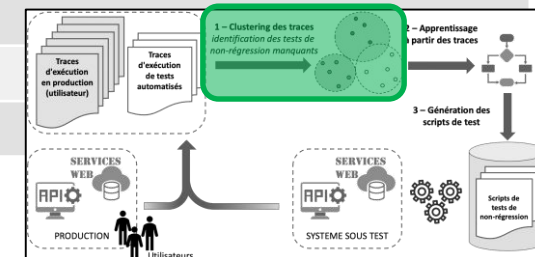 Traces
d'exécution
en production
(utilisateur)
Traces
d'exécution
de tests
automatisés
1 – Clustering des traces
identification des tests de
non-régression manquants
2 – Apprentissage
à partir des traces
3 – Génération des
scripts de test
SERVICES
WEB
API
PRODUCTION
Utilisateurs
SERVICES
WEB
API
SYSTEME SOUS TEST
Scripts
de tests
de non-
régression